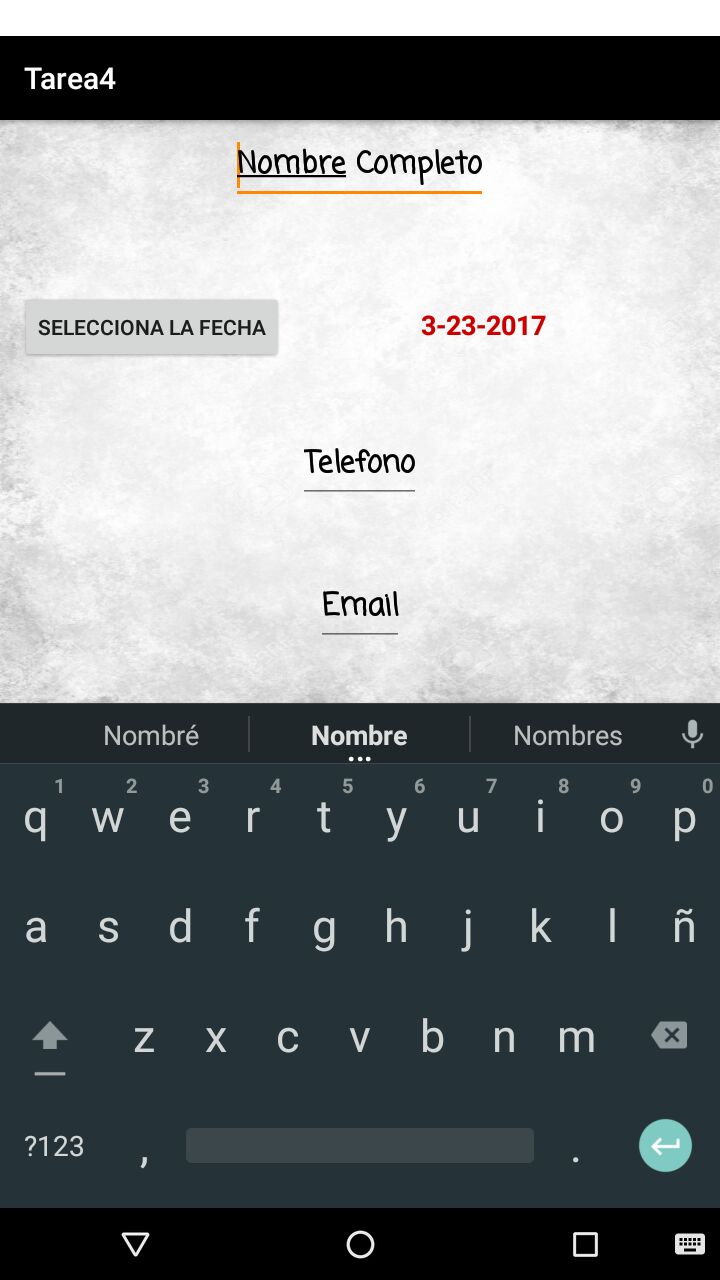 Tarea4
Nombre Completo
SELECCIONA LA FECHA 3-23-2017
Telefono
Email
Nombré Nombre Nombres
1 2 3 4 5 6 7 8 9 0
q w e r t y u i o p
a s d f g h j k l ñ
z x c v b n m
?123 , .